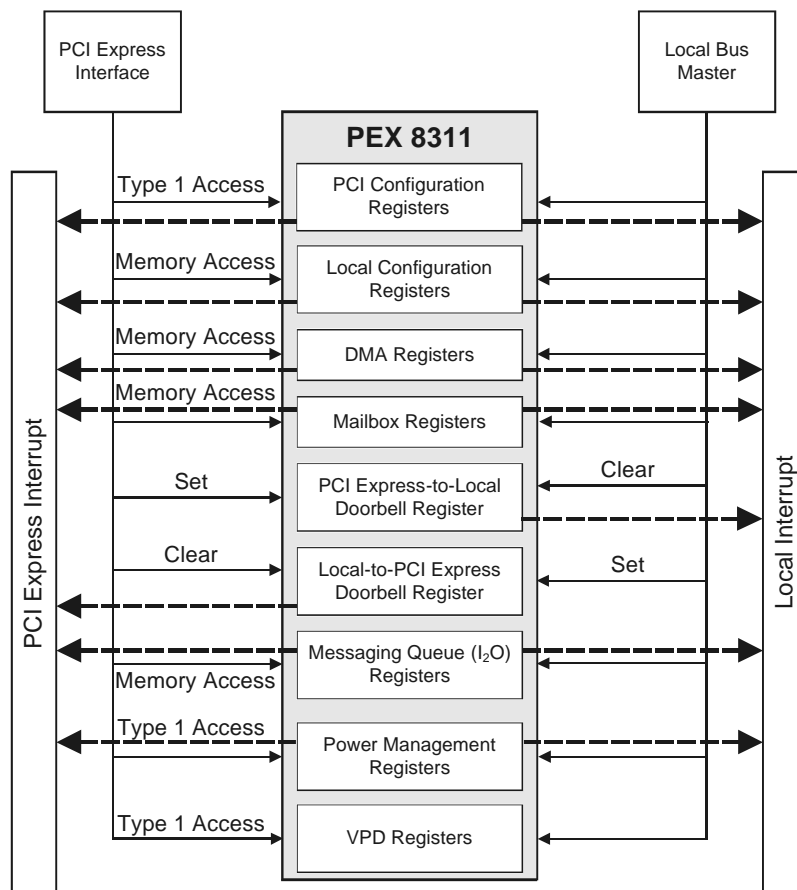 PCI Express
Interface
Local Bus
Master
PEX 8311
Type 1 Access
PCI Configuration
Registers
Memory Access
Local Configuration
Registers
Memory Access
DMA Registers
Memory Access
Mailbox Registers
Set
PCI Express-to-Local
Doorbell Register
Clear
Clear
Local-to-PCI Express
Doorbell Register
Set
Messaging Queue (I₂O)
Registers
Memory Access
Type 1 Access
Power Management
Registers
Type 1 Access
VPD Registers
PCI Express Interrupt
Local Interrupt